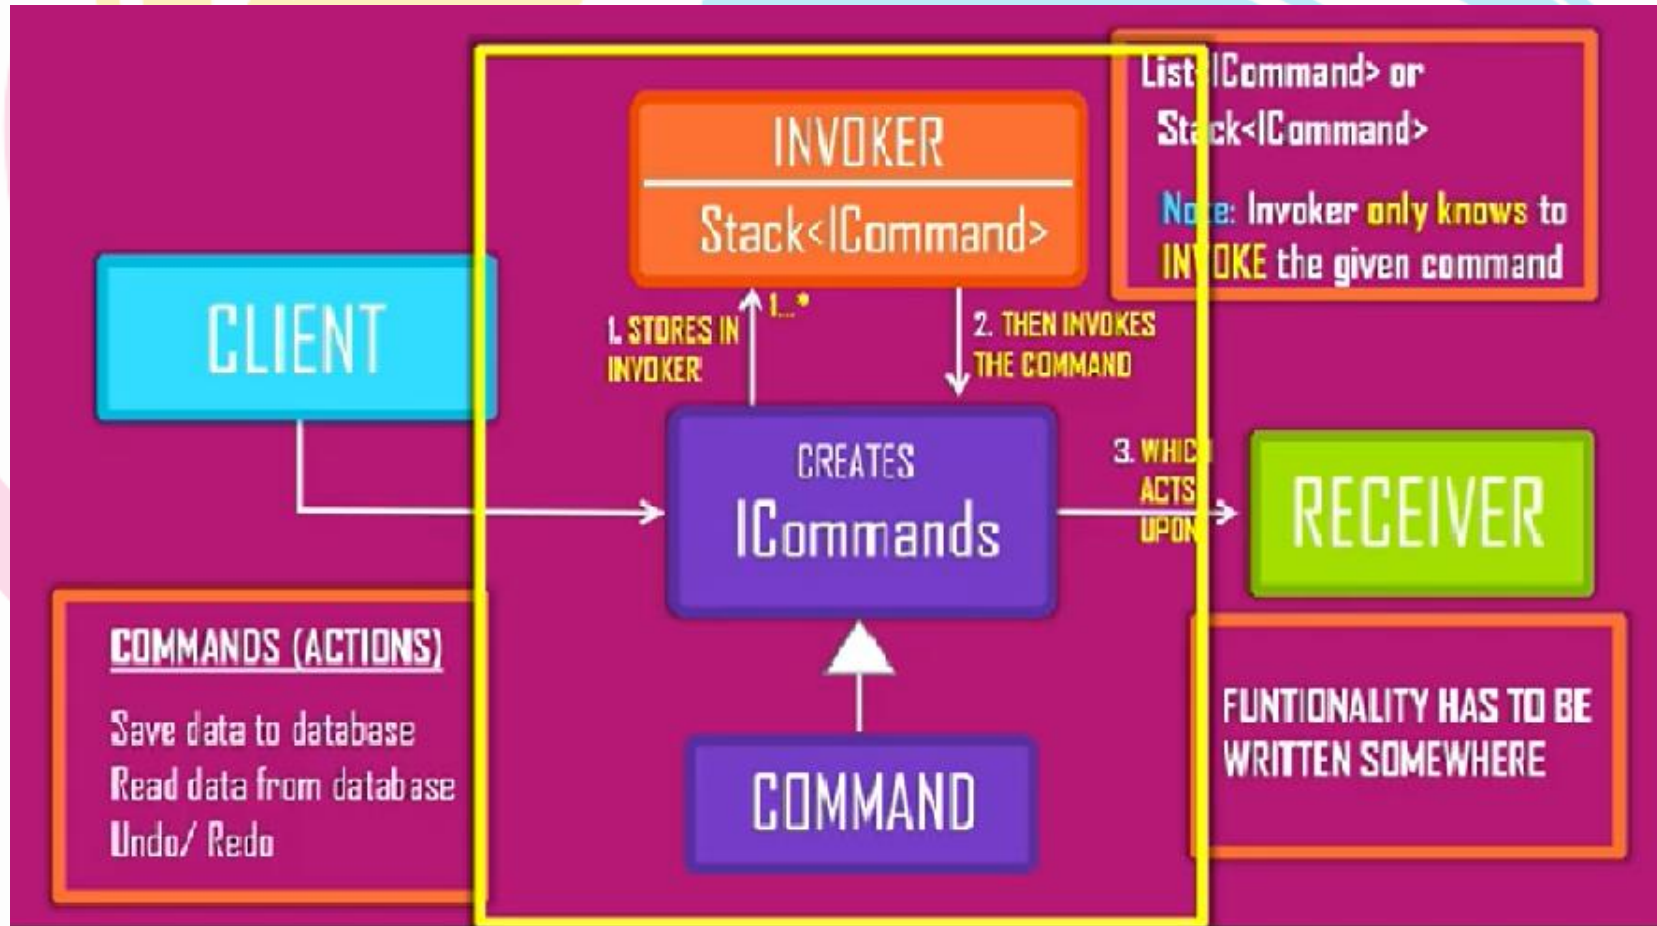 INVOKER
Stack<ICommand>
List<ICommand> or
Stack<ICommand>
Note: Invoker only knows to
INVOKE the given command
CLIENT
1. STORES IN
INVOKER
1...*
2. THEN INVOKES
THE COMMAND
CREATES
ICommands
3. WHICH
ACTS
UPON
RECEIVER
COMMANDS (ACTIONS)
Save data to database
Read data from database
Undo/ Redo
COMMAND
FUNTIONALITY HAS TO BE
WRITTEN SOMEWHERE